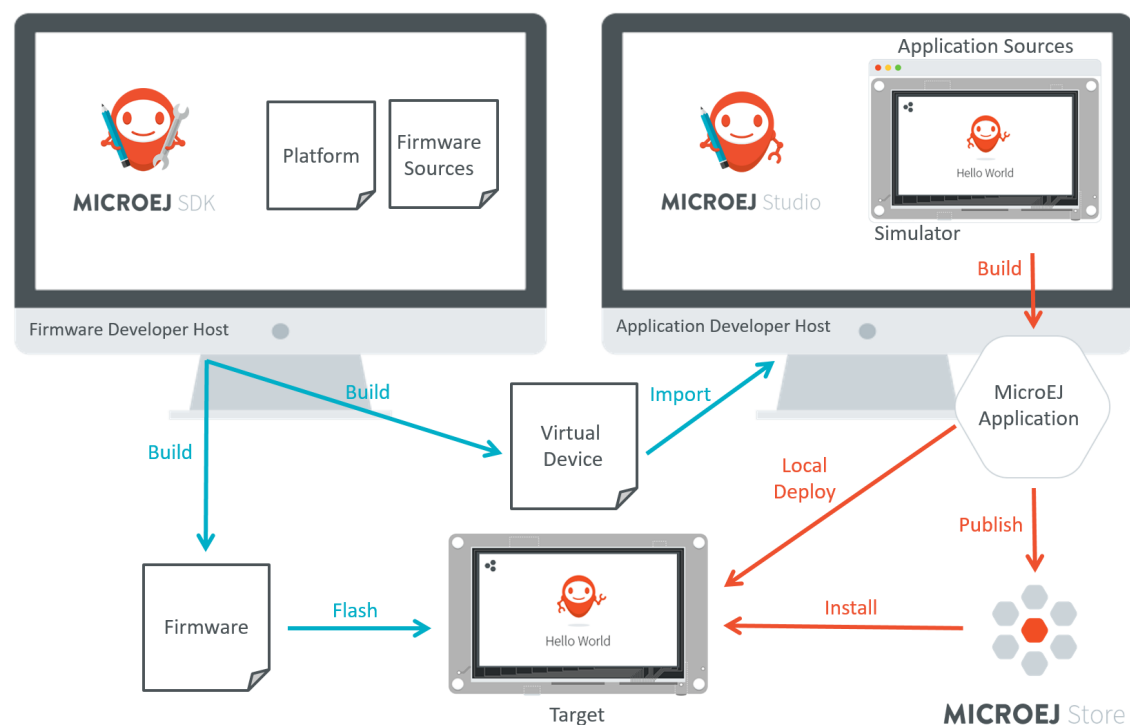 Application Sources
Platform
Firmware
Sources
Hello World
MICROEJ SDK
MICROEJ Studio
Simulator
Build
Firmware Developer Host
Application Developer Host
Build
Import
MicroEJ
Application
Virtual
Device
Build
Local
Deploy
Publish
Flash
Install
Firmware
Hello World
Target
MICROEJ Store